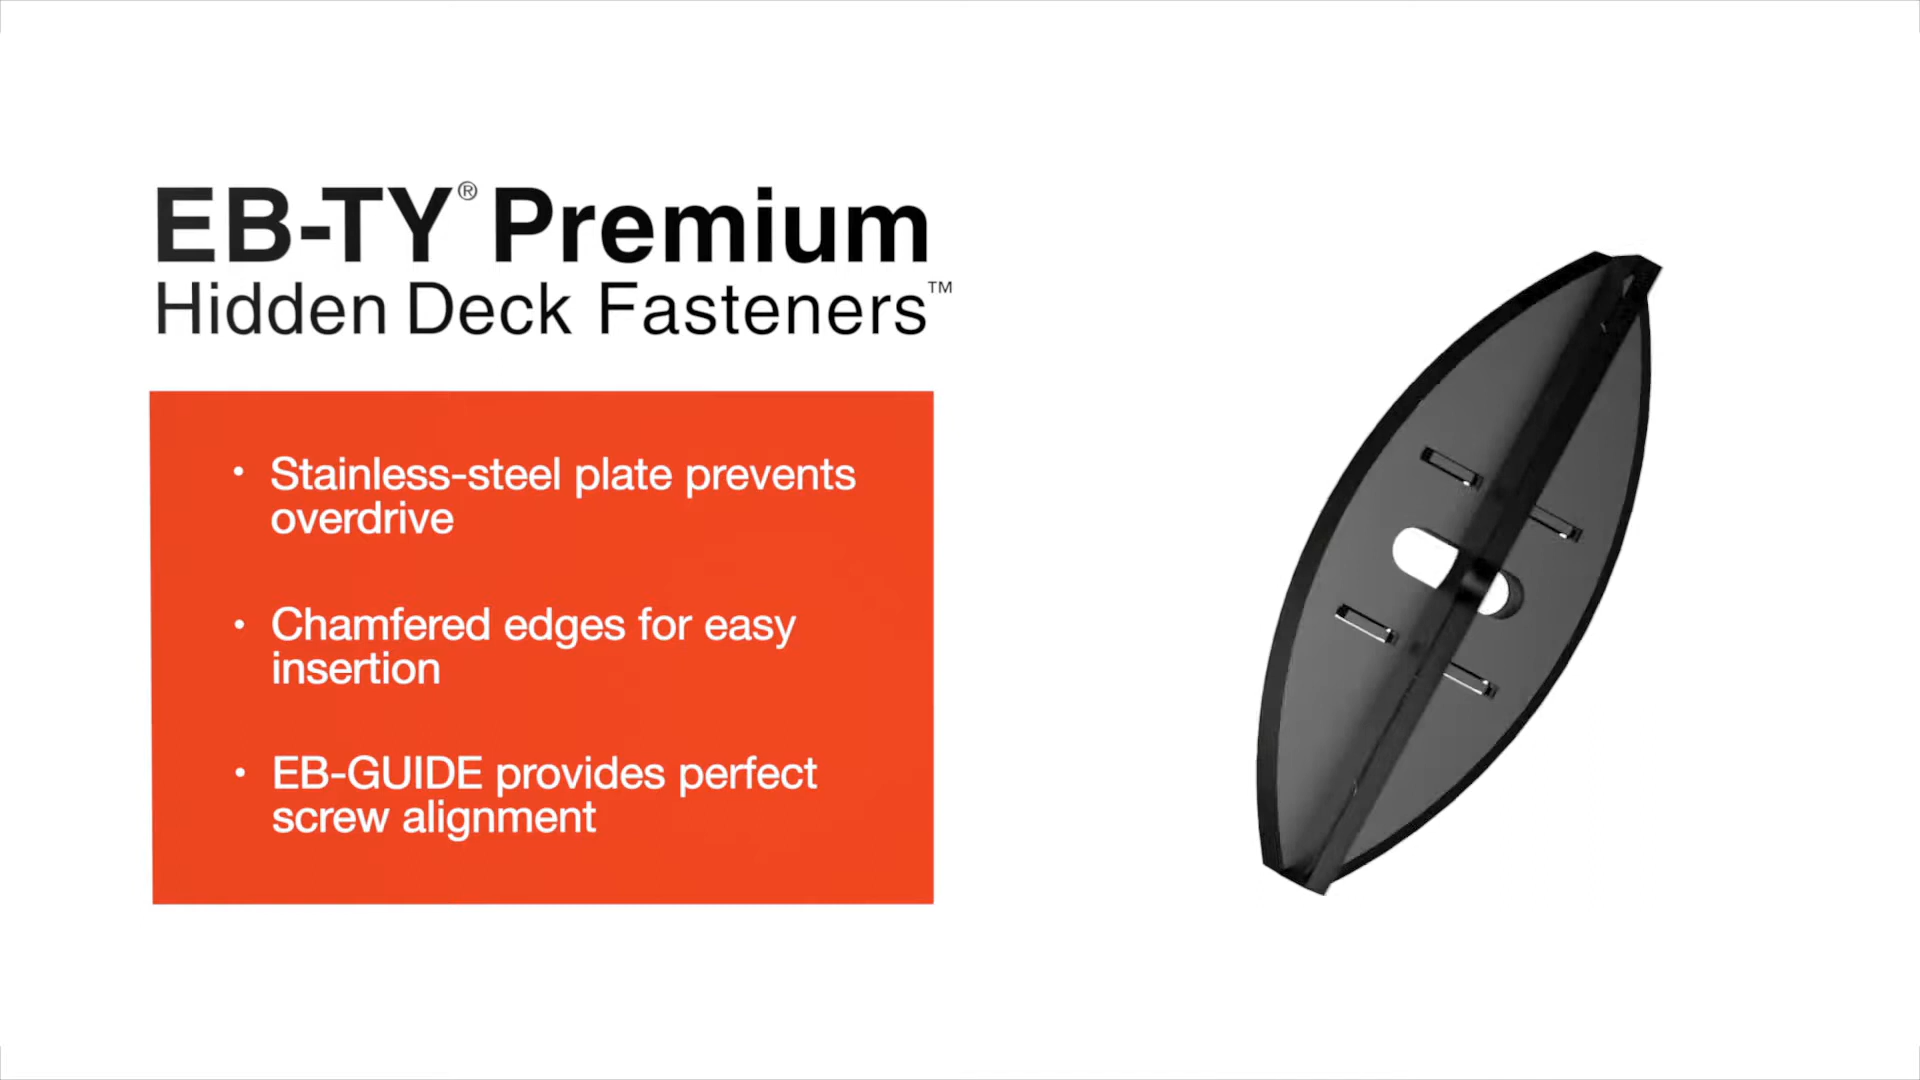 EB-TY® Premium
Hidden Deck Fasteners™
• Stainless-steel plate prevents
overdrive
• Chamfered edges for easy
insertion
• EB-GUIDE provides perfect
screw alignment